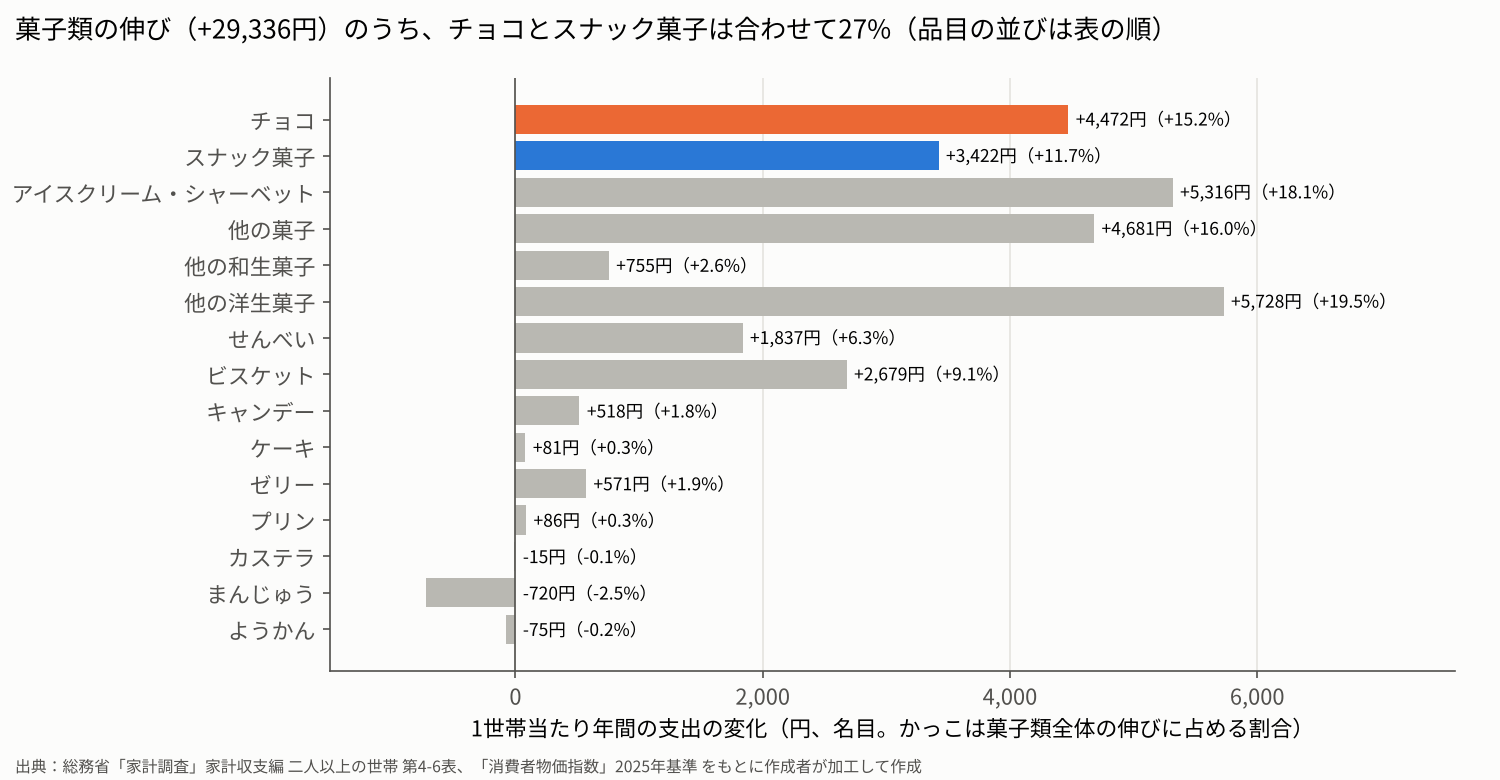 菓子類の伸び（+29,336円）のうち、チョコとスナック菓子は合わせて27%（品目の並びは表の順）
チョコ +4,472円（+15.2%）
スナック菓子 +3,422円（+11.7%）
アイスクリーム・シャーベット +5,316円（+18.1%）
他の菓子 +4,681円（+16.0%）
他の和生菓子 +755円（+2.6%）
他の洋生菓子 +5,728円（+19.5%）
せんべい +1,837円（+6.3%）
ビスケット +2,679円（+9.1%）
キャンデー +518円（+1.8%）
ケーキ +81円（+0.3%）
ゼリー +571円（+1.9%）
プリン +86円（+0.3%）
カステラ -15円（-0.1%）
まんじゅう -720円（-2.5%）
ようかん -75円（-0.2%）
0 2,000 4,000 6,000
1世帯当たり年間の支出の変化（円、名目。かっこは菓子類全体の伸びに占める割合）
出典：総務省「家計調査」家計収支編 二人以上の世帯 第4-6表、「消費者物価指数」2025年基準 をもとに作成者が加工して作成